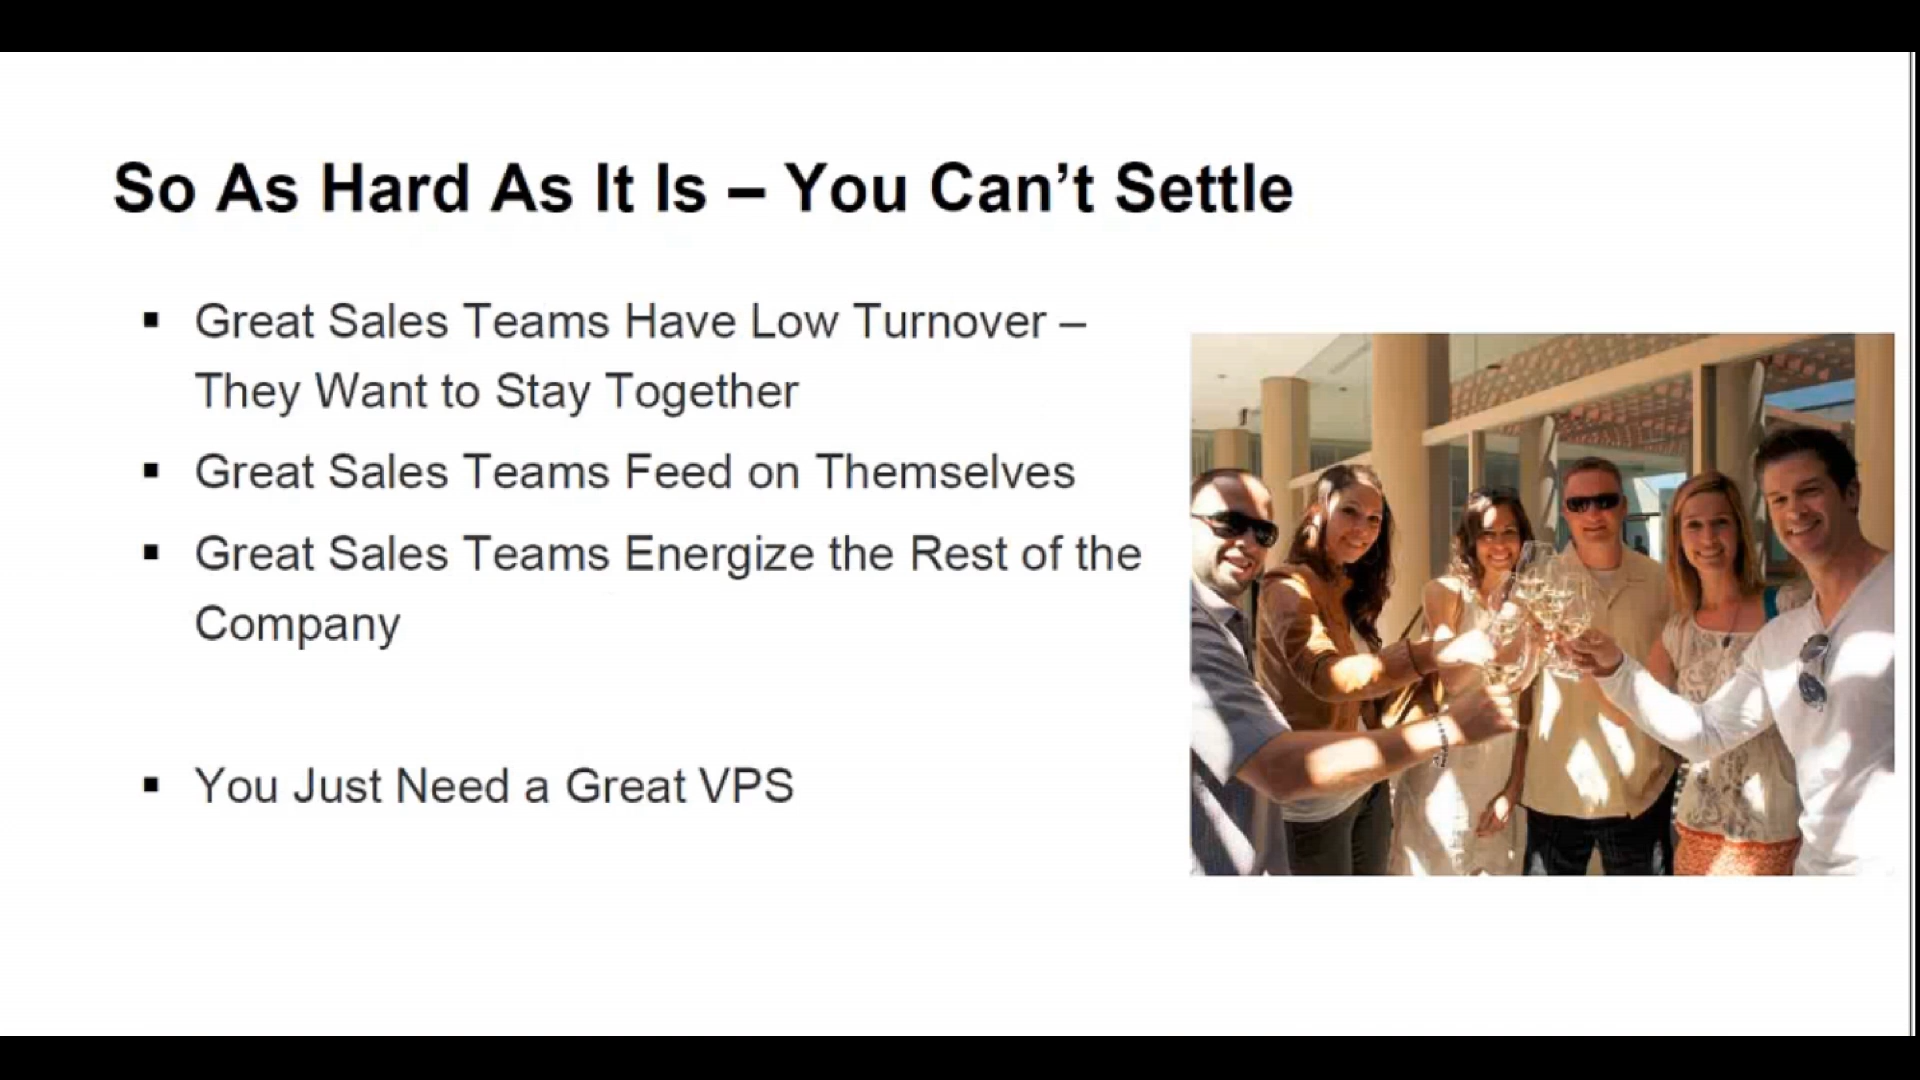 So As Hard As It Is – You Can’t Settle
▪ Great Sales Teams Have Low Turnover –
They Want to Stay Together
▪ Great Sales Teams Feed on Themselves
▪ Great Sales Teams Energize the Rest of the
Company
▪ You Just Need a Great VPS